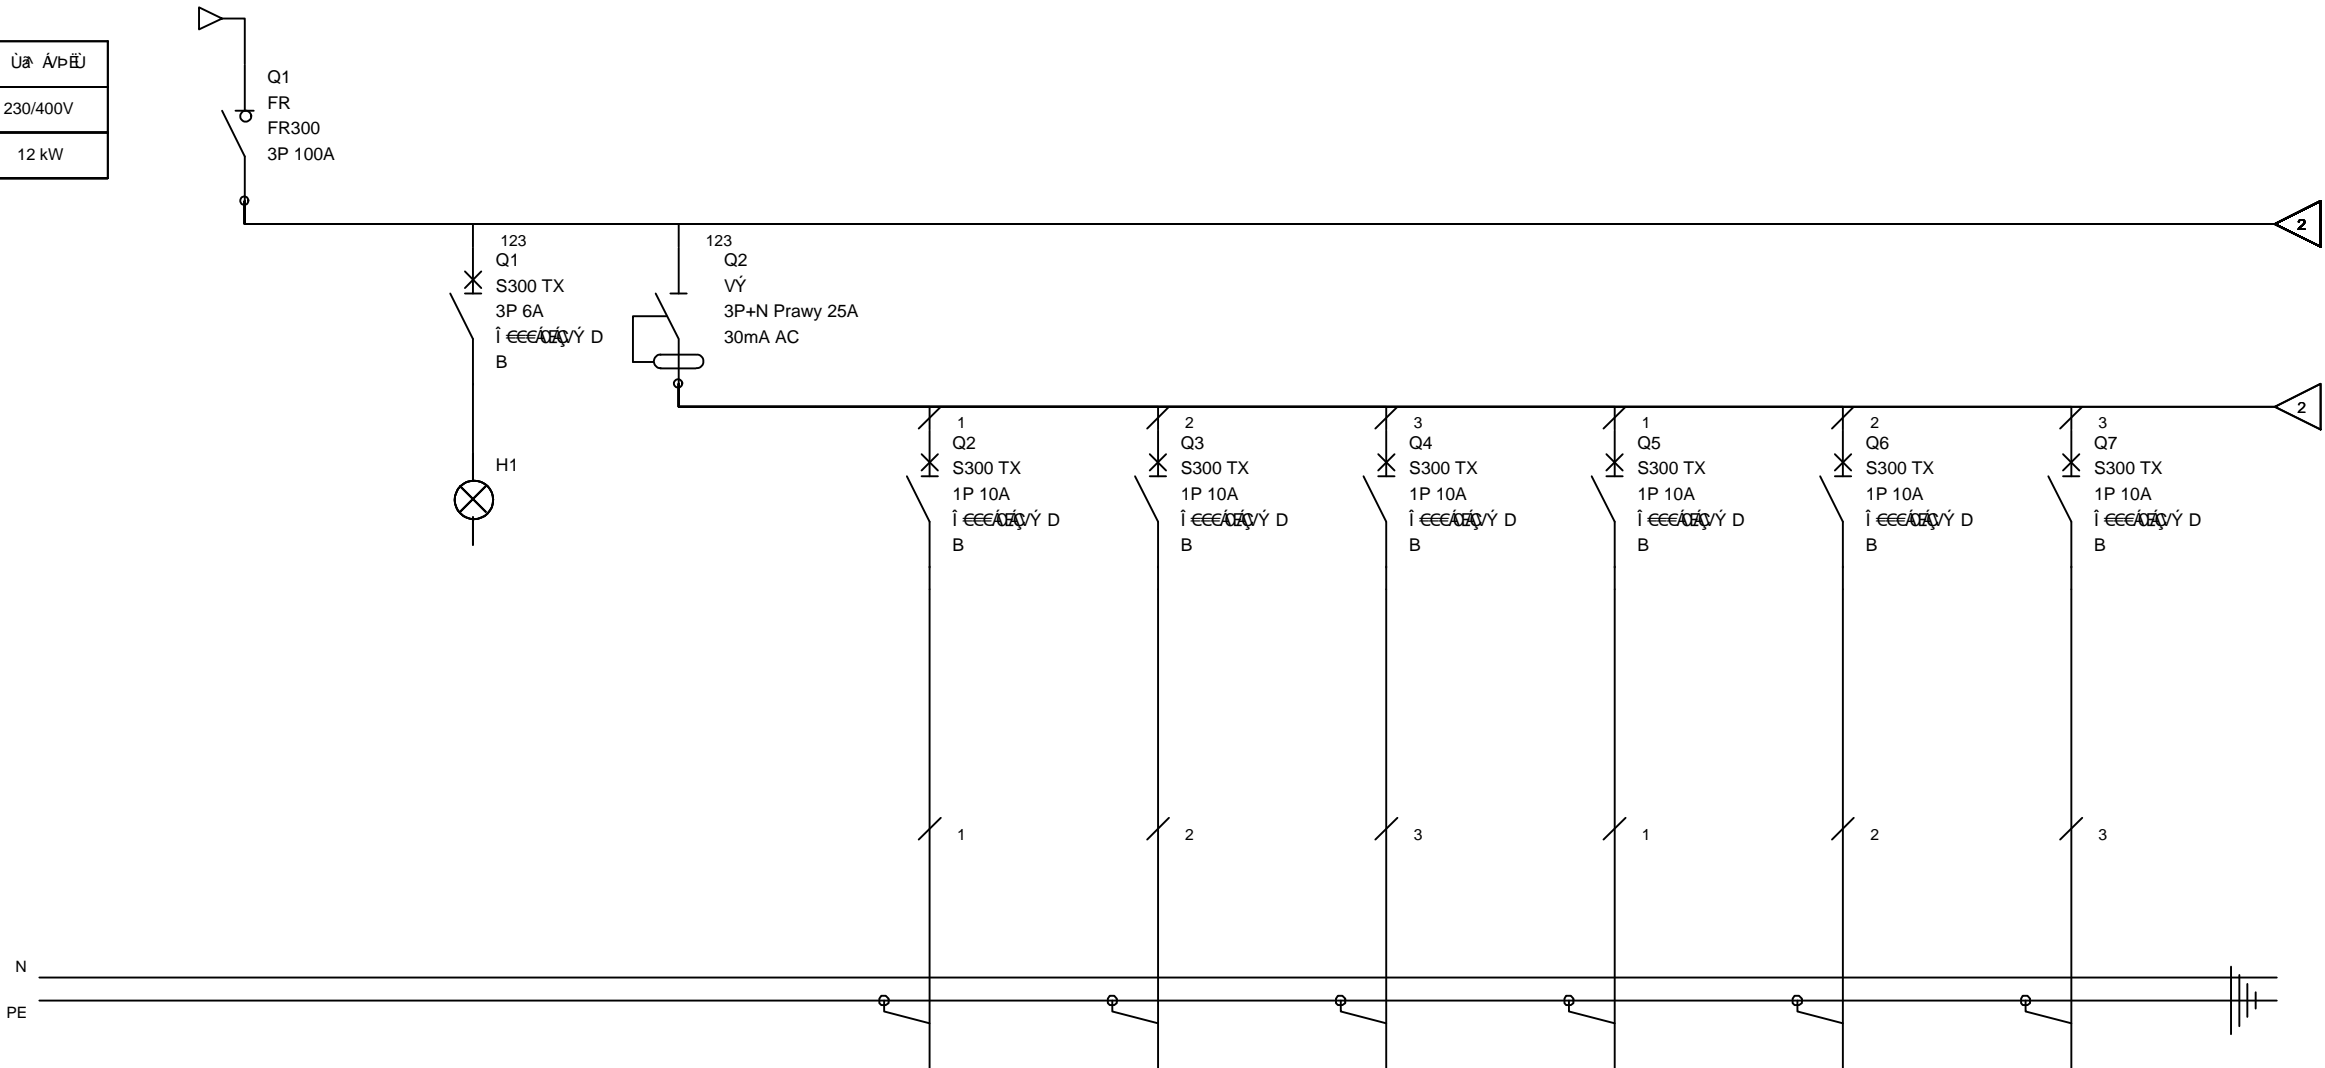 230/400V
12 kW
Q1
FR
FR300
3P 100A
2
123
Q1
S300 TX
3P 6A
B
123
Q2
VÝ
3P+N Prawy 25A
30mA AC
2
H1
1
Q2
S300 TX
1P 10A
B
2
Q3
S300 TX
1P 10A
B
3
Q4
S300 TX
1P 10A
B
1
Q5
S300 TX
1P 10A
B
2
Q6
S300 TX
1P 10A
B
3
Q7
S300 TX
1P 10A
B
1
2
3
1
2
3
N
PE